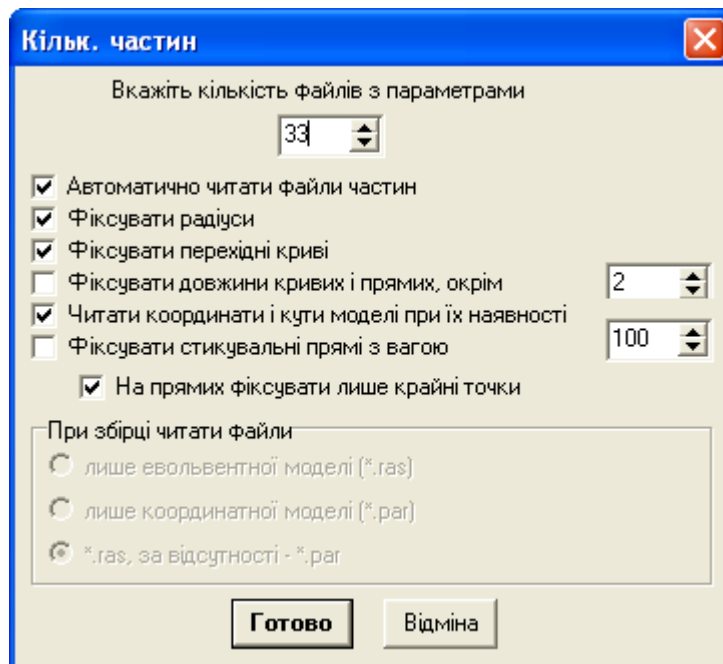 Кільк. частин
Вкажіть кількість файлів з параметрами
33
Автоматично читати файли частин
Фіксувати радіуси
Фіксувати перехідні криві
Фіксувати довжини кривих і прямих, окрім 2
Читати координати і кути моделі при їх наявності
Фіксувати стикувальні прямі з вагою 100
На прямих фіксувати лише крайні точки
При збірці читати файли
лише евольвентної моделі (*.ras)
лише координатної моделі (*.par)
*.ras, за відсутності - *.par
Готово Відміна